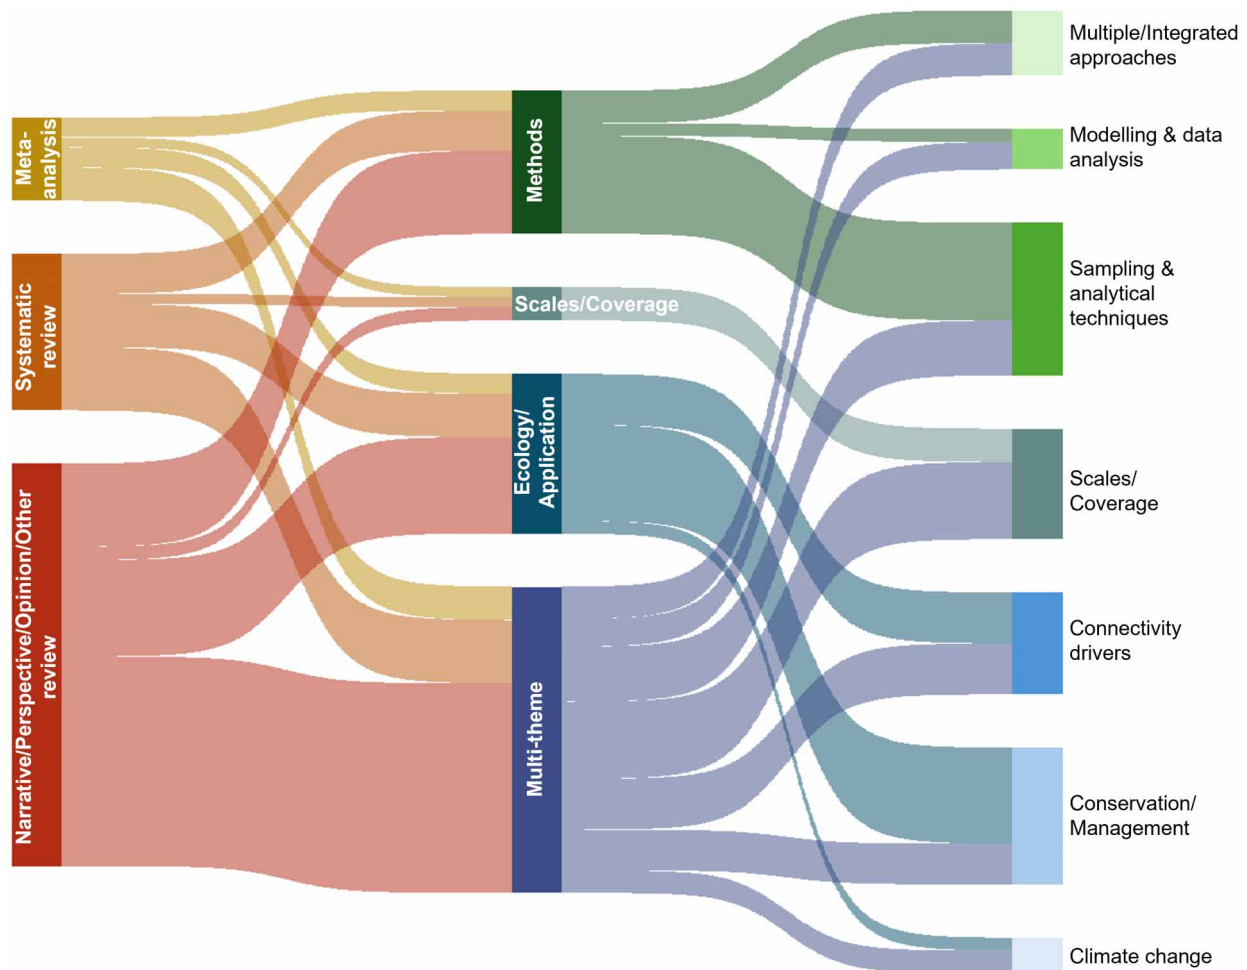 Meta-
analysis
Systematic
review
Narrative/Perspective/Opinion/Other
review
Methods
Scales/Coverage
Ecology/
Application
Multi-theme
Multiple/Integrated
approaches
Modelling & data
analysis
Sampling &
analytical
techniques
Scales/
Coverage
Connectivity
drivers
Conservation/
Management
Climate change